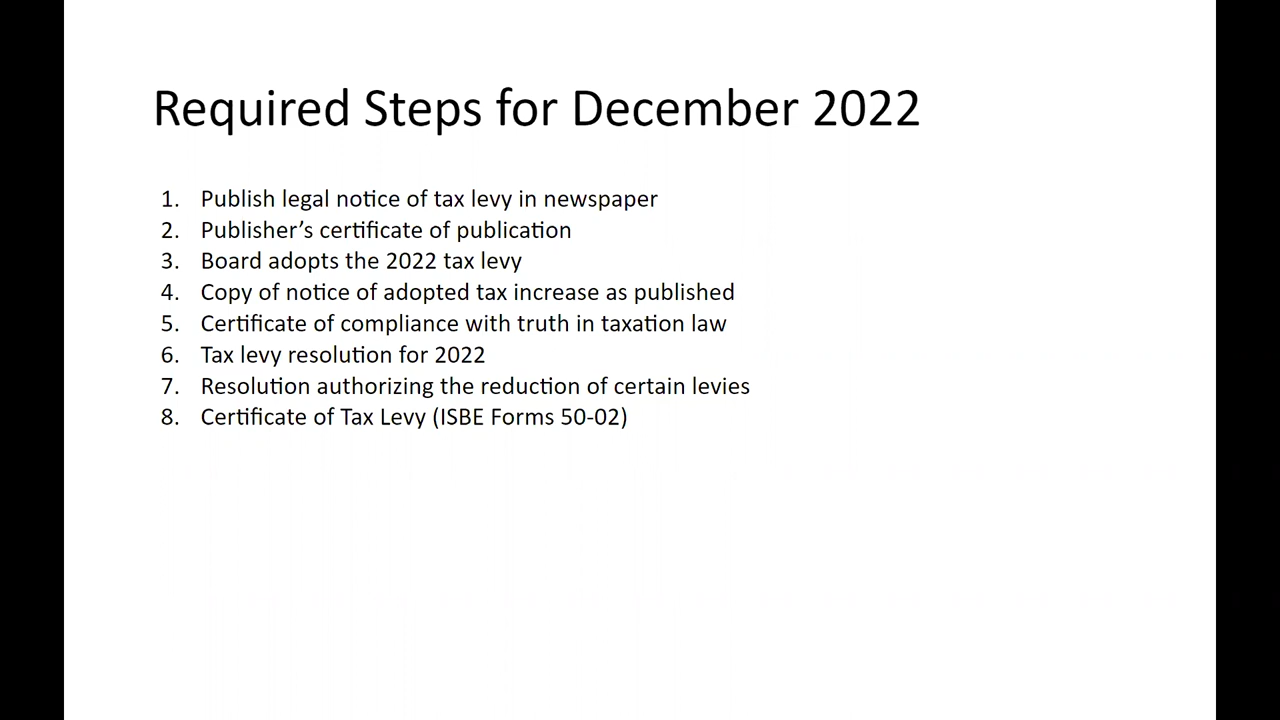 Required Steps for December 2022
1. Publish legal notice of tax levy in newspaper
2. Publisher’s certificate of publication
3. Board adopts the 2022 tax levy
4. Copy of notice of adopted tax increase as published
5. Certificate of compliance with truth in taxation law
6. Tax levy resolution for 2022
7. Resolution authorizing the reduction of certain levies
8. Certificate of Tax Levy (ISBE Forms 50-02)